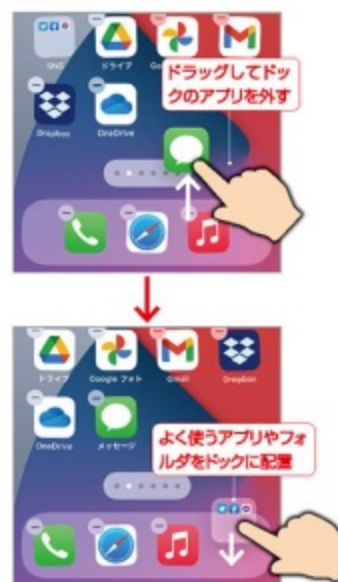 SNS
ドライブ
Go
ドラッグしてドッ
クのアプリを外す
Dropbox
OneDrive
ドライブ
Google フォト
Gmail
Dropbox
OneDrive
メッセージ
よく使うアプリやフォ
ルダをドックに配置